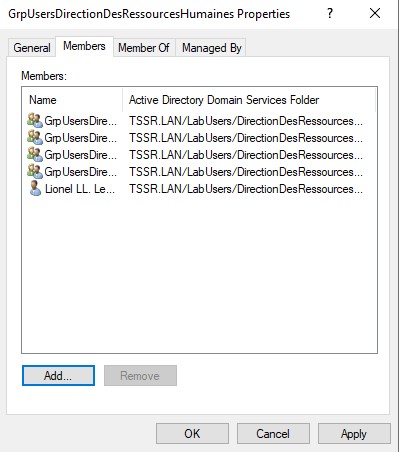 GrpUsersDirectionDesRessourcesHumaines Properties ? ×
General Members Member Of Managed By
Members:
Name Active Directory Domain Services Folder
GrpUsersDire... TSSR.LAN/LabUsers/DirectionDesRessources...
GrpUsersDire... TSSR.LAN/LabUsers/DirectionDesRessources...
GrpUsersDire... TSSR.LAN/LabUsers/DirectionDesRessources...
GrpUsersDire... TSSR.LAN/LabUsers/DirectionDesRessources...
Lionel LL. Le... TSSR.LAN/LabUsers/DirectionDesRessources...
Add... Remove
OK Cancel Apply